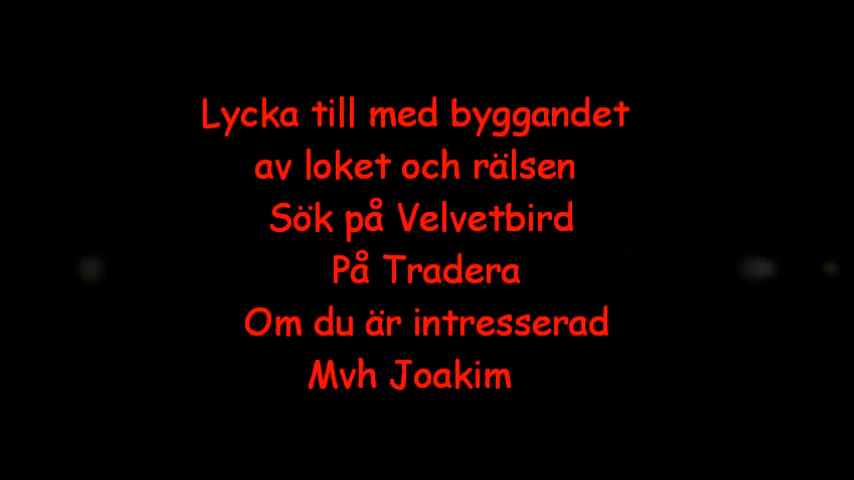 Lycka till med byggandet
av loket och rälsen
Sök på Velvetbird
På Tradera
Om du är intresserad
Mvh Joakim